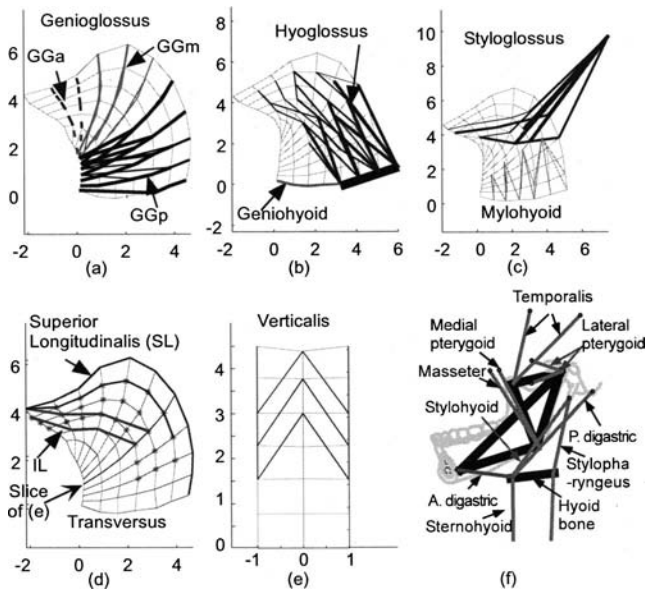 Genioglossus
GGa
GGm
GGp
6
4
2
0
-2 0 2 4
(a)
Hyoglossus
Geniohyoid
8
6
4
2
0
-2
-2 0 2 4 6
(b)
Styloglossus
Mylohyoid
10
8
6
4
2
0
-2 0 2 4 6
(c)
Superior
Longitudinalis (SL)
6
4
2
0
IL
Slice
of (e)
Transversus
-2 0 2 4
(d)
Verticalis
5
4
3
2
1
0
-1 0 1
(e)
Temporalis
Medial
pterygoid
Lateral
pterygoid
Masseter
Stylohyoid
P. digastric
Stylopha
-ryngeus
A. digastric
Hyoid
bone
Sternohyoid
(f)